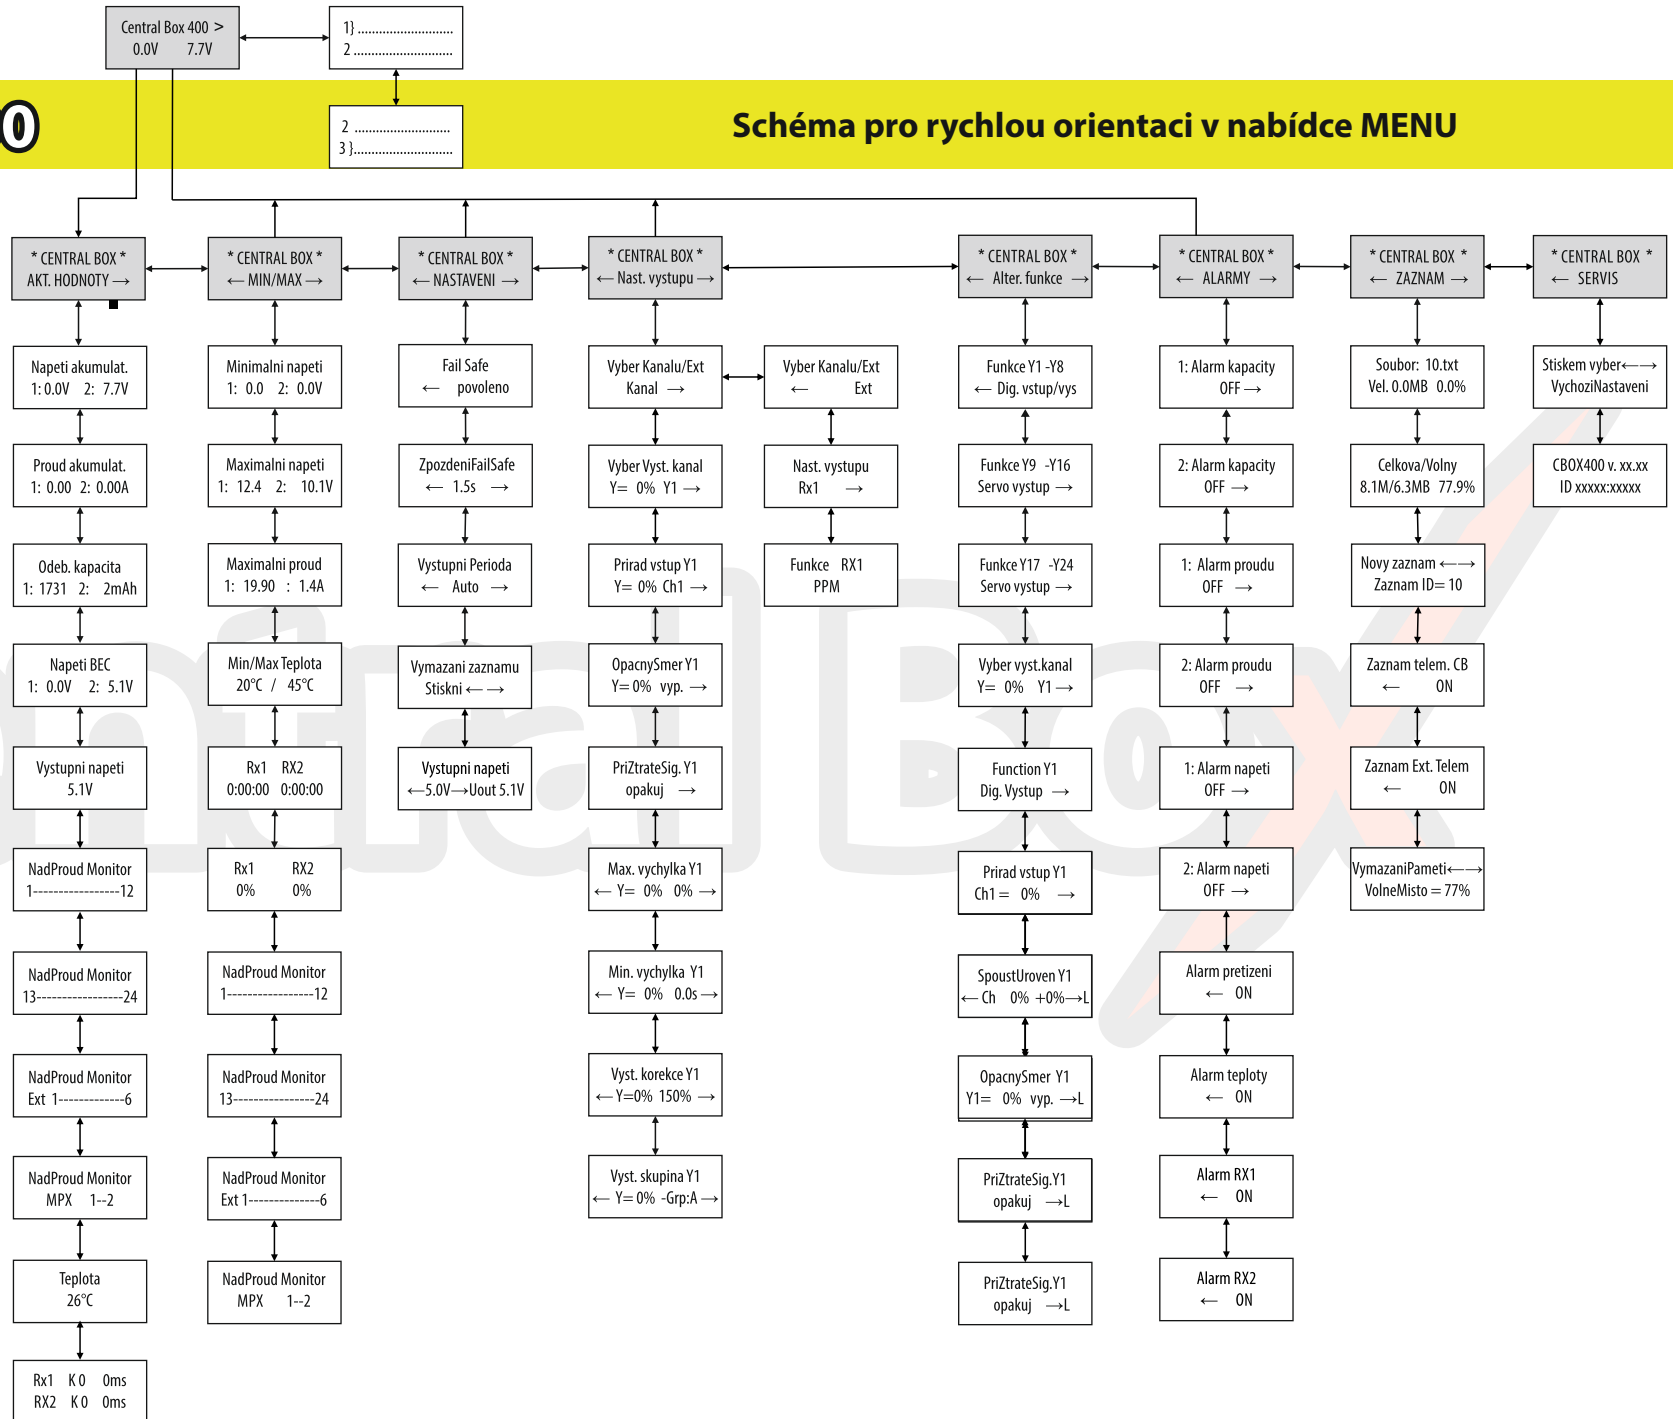 Central Box 400 >
0.0V 7.7V
1} ...........................
2 ............................
0
Schéma pro rychlou orientaci v nabídce MENU
2 ...........................
3 }............................
* CENTRAL BOX *
AKT. HODNOTY →
Napeti akumulat.
1: 0.0V 2: 7.7V
Proud akumulat.
1: 0.00 2: 0.00A
Odeb. kapacita
1: 1731 2: 2mAh
Napeti BEC
1: 0.0V 2: 5.1V
Vystupni napeti
5.1V
NadProud Monitor
1-----------------12
NadProud Monitor
13-----------------24
NadProud Monitor
Ext 1-------------6
NadProud Monitor
MPX 1--2
Teplota
26°C
Rx1 K 0 0ms
RX2 K 0 0ms
* CENTRAL BOX *
← MIN/MAX →
Minimalni napeti
1: 0.0 2: 0.0V
Maximalni napeti
1: 12.4 2: 10.1V
Maximalni proud
1: 19.90 : 1.4A
Min/Max Teplota
20°C / 45°C
Rx1 RX2
0:00:00 0:00:00
Rx1 RX2
0% 0%
NadProud Monitor
1-----------------12
NadProud Monitor
13----------------24
NadProud Monitor
Ext 1--------------6
NadProud Monitor
MPX 1--2
* CENTRAL BOX *
← NASTAVENI →
Fail Safe
← povoleno
ZpozdeniFailSafe
← 1.5s →
Vystupni Perioda
← Auto →
Vymazani zaznamu
Stiskni ← →
Vystupni napeti
←5.0V→Uout 5.1V
* CENTRAL BOX *
← Nast. vystupu →
Vyber Kanalu/Ext
Kanal →
Vyber Vyst. kanal
Y= 0% Y1 →
Prirad vstup Y1
Y= 0% Ch1 →
OpacnySmer Y1
Y= 0% vyp. →
PriZtrateSig. Y1
opakuj →
Max. vychylka Y1
← Y= 0% 0% →
Min. vychylka Y1
← Y= 0% 0.0s →
Vyst. korekce Y1
← Y=0% 150% →
Vyst. skupina Y1
← Y= 0% -Grp:A →
Vyber Kanalu/Ext
← Ext
Nast. vystupu
Rx1 →
Funkce RX1
PPM
* CENTRAL BOX *
← Alter. funkce →
Funkce Y1 -Y8
← Dig. vstup/vys
Funkce Y9 -Y16
Servo vystup →
Funkce Y17 -Y24
Servo vystup →
Vyber vyst.kanal
Y= 0% Y1 →
Function Y1
Dig. Vystup →
Prirad vstup Y1
Ch1 = 0% →
SpoustUroven Y1
← Ch 0% +0%→L
OpacnySmer Y1
Y1= 0% vyp. →L
PriZtrateSig.Y1
opakuj →L
PriZtrateSig.Y1
opakuj →L
* CENTRAL BOX *
← ALARMY →
1: Alarm kapacity
OFF →
2: Alarm kapacity
OFF →
1: Alarm proudu
OFF →
2: Alarm proudu
OFF →
1: Alarm napeti
OFF →
2: Alarm napeti
OFF →
Alarm pretizeni
← ON
Alarm teploty
← ON
Alarm RX1
← ON
Alarm RX2
← ON
* CENTRAL BOX *
← ZAZNAM →
Soubor: 10.txt
Vel. 0.0MB 0.0%
Celkova/Volny
8.1M/6.3MB 77.9%
Novy zaznam ←→
Zaznam ID= 10
Zaznam telem. CB
← ON
Zaznam Ext. Telem
← ON
VymazaniPameti←→
VolneMisto = 77%
* CENTRAL BOX *
← SERVIS
Stiskem vyber←→
VychoziNastaveni
CBOX400 v. xx.xx
ID xxxxx:xxxxx
ntral Box